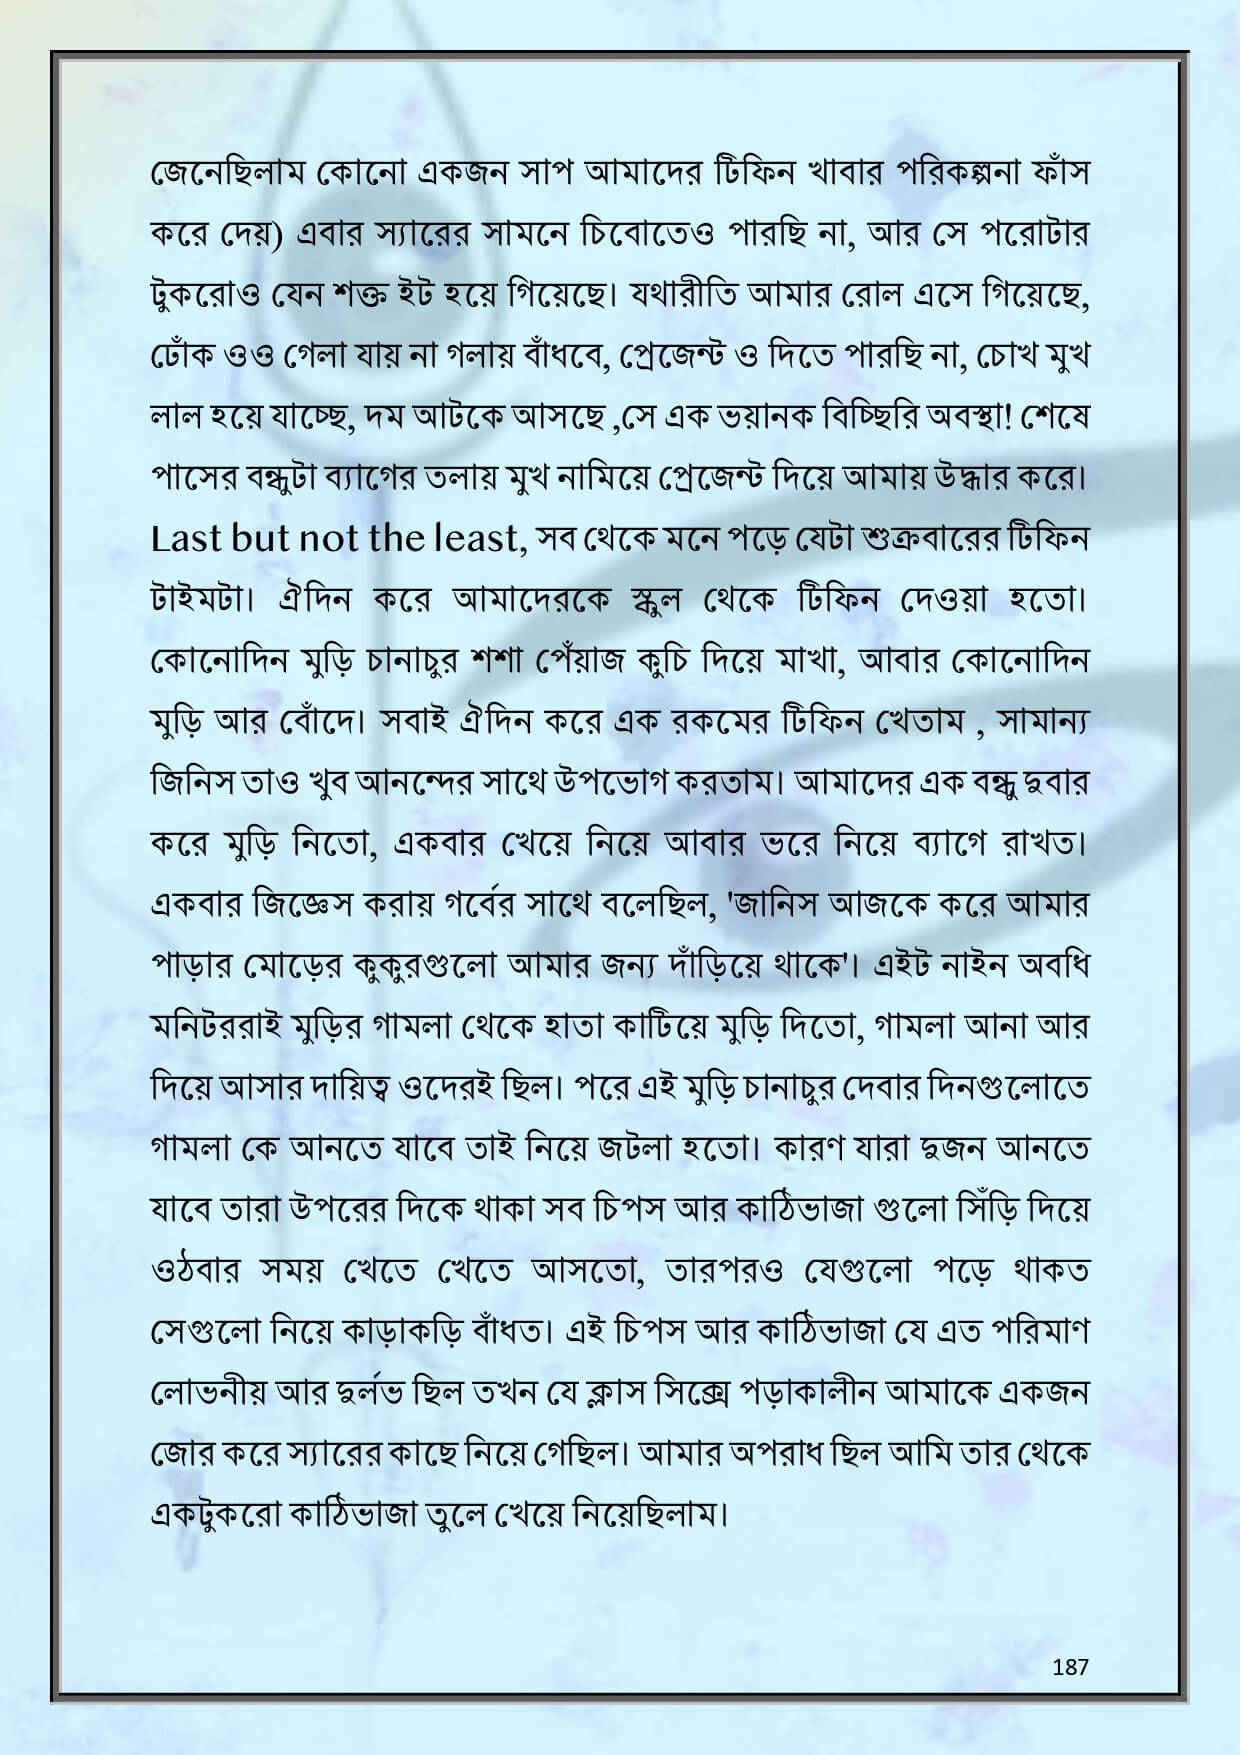 জেনেছিলাম কোনো একজন সাপ আমাদের টিফিন খাবার পরিকল্পনা ফাঁস
করে দেয়) এবার স্যারের সামনে চিবোতেও পারছি না, আর সে পরোটার
টুকরোও যেন শক্ত ইট হয়ে গিয়েছে। যথারীতি আমার রোল এসে গিয়েছে,
ঢোঁক ওও গেলা যায় না গলায় বাঁধবে, প্রেজেন্ট ও দিতে পারছি না, চোখ মুখ
লাল হয়ে যাচ্ছে, দম আটকে আসছে ,সে এক ভয়ানক বিচ্ছিরি অবস্থা! শেষে
পাসের বন্ধুটা ব্যাগের তলায় মুখ নামিয়ে প্রেজেন্ট দিয়ে আমায় উদ্ধার করে।
Last but not the least, সব থেকে মনে পড়ে যেটা শুক্রবারের টিফিন
টাইমটা। ঐদিন করে আমাদেরকে স্কুল থেকে টিফিন দেওয়া হতো।
কোনোদিন মুড়ি চানাচুর শশা পেঁয়াজ কুচি দিয়ে মাখা, আবার কোনোদিন
মুড়ি আর বোঁদে। সবাই ঐদিন করে এক রকমের টিফিন খেতাম , সামান্য
জিনিস তাও খুব আনন্দের সাথে উপভোগ করতাম। আমাদের এক বন্ধু দুবার
করে মুড়ি নিতো, একবার খেয়ে নিয়ে আবার ভরে নিয়ে ব্যাগে রাখত।
একবার জিজ্ঞেস করায় গর্বের সাথে বলেছিল, 'জানিস আজকে করে আমার
পাড়ার মোড়ের কুকুরগুলো আমার জন্য দাঁড়িয়ে থাকে'। এইট নাইন অবধি
মনিটররাই মুড়ির গামলা থেকে হাতা কাটিয়ে মুড়ি দিতো, গামলা আনা আর
দিয়ে আসার দায়িত্ব ওদেরই ছিল। পরে এই মুড়ি চানাচুর দেবার দিনগুলোতে
গামলা কে আনতে যাবে তাই নিয়ে জটলা হতো। কারণ যারা দুজন আনতে
যাবে তারা উপরের দিকে থাকা সব চিপস আর কাঠিভাজা গুলো সিঁড়ি দিয়ে
ওঠবার সময় খেতে খেতে আসতো, তারপরও যেগুলো পড়ে থাকত
সেগুলো নিয়ে কাড়াকড়ি বাঁধত। এই চিপস আর কাঠিভাজা যে এত পরিমাণ
লোভনীয় আর দুর্লভ ছিল তখন যে ক্লাস সিক্সে পড়াকালীন আমাকে একজন
জোর করে স্যারের কাছে নিয়ে গেছিল। আমার অপরাধ ছিল আমি তার থেকে
একটুকরো কাঠিভাজা তুলে খেয়ে নিয়েছিলাম।
187